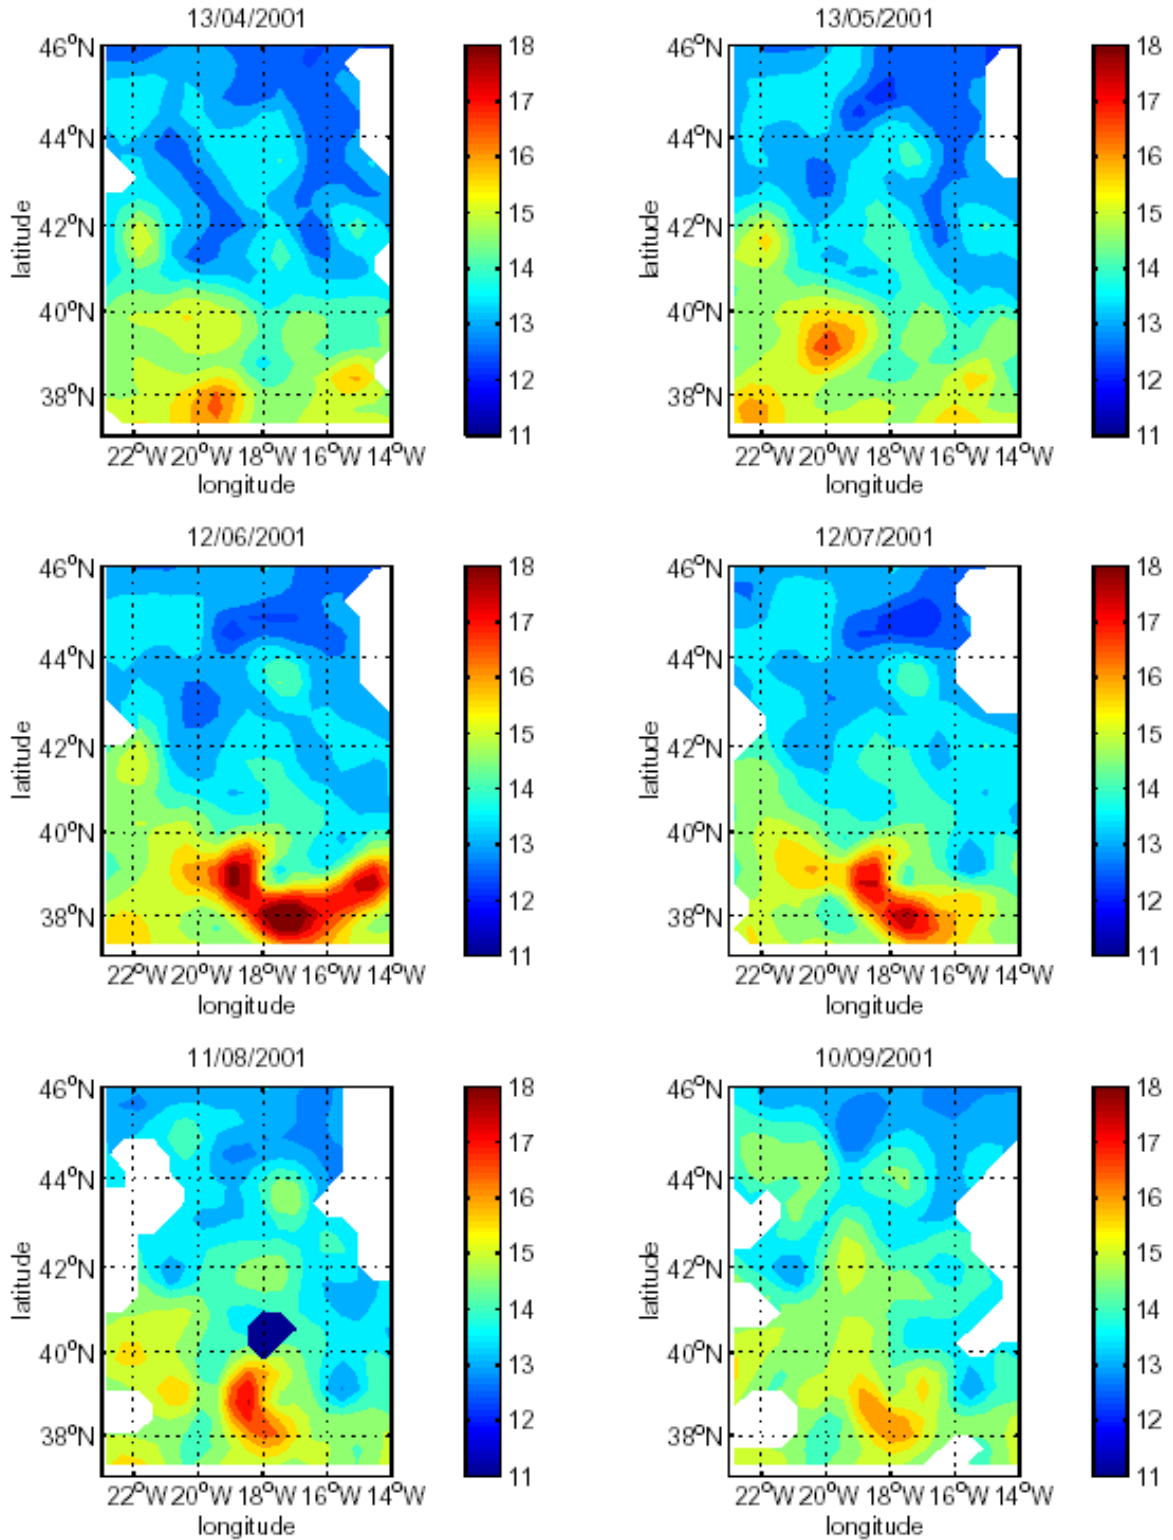 13/04/2001 13/05/2001
46°N 18 46°N 18
17 17
44°N 44°N
16 16
42°N 15 42°N 15
latitude latitude
14 14
40°N 13 40°N 13
12 12
38°N 38°N
11 11
22°W 20°W 18°W 16°W 14°W 22°W 20°W 18°W 16°W 14°W
longitude longitude
12/06/2001 12/07/2001
46°N 18 46°N 18
17 17
44°N 44°N
16 16
42°N 15 42°N 15
latitude latitude
14 14
40°N 13 40°N 13
12 12
38°N 38°N
11 11
22°W 20°W 18°W 16°W 14°W 22°W 20°W 18°W 16°W 14°W
longitude longitude
11/08/2001 10/09/2001
46°N 18 46°N 18
17 17
44°N 44°N
16 16
42°N 15 42°N 15
latitude latitude
14 14
40°N 13 40°N 13
12 12
38°N 38°N
11 11
22°W 20°W 18°W 16°W 14°W 22°W 20°W 18°W 16°W 14°W
longitude longitude